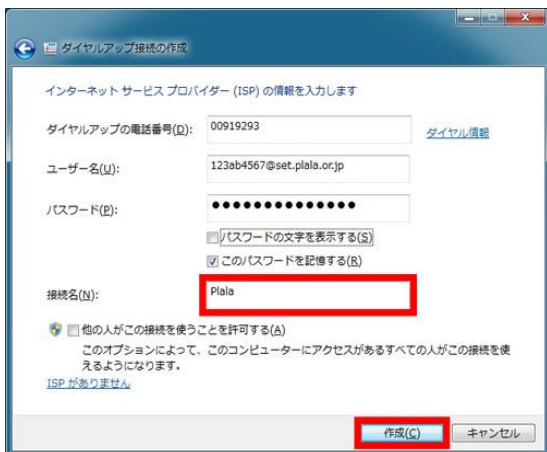 ダイヤルアップ接続の作成
インターネット サービス プロバイダー (ISP) の情報を入力します
ダイヤルアップの電話番号(D): 00919293 ダイヤル情報
ユーザー名(U): 123ab4567@set.plala.or.jp
パスワード(P): ●●●●●●●●●●●●●●
パスワードの文字を表示する(S)
このパスワードを記憶する(R)
接続名(N): Plala
他の人がこの接続を使うことを許可する(A)
このオプションによって、このコンピューターにアクセスがあるすべての人がこの接続を使
えるようになります。
ISP がありません
作成(C) キャンセル